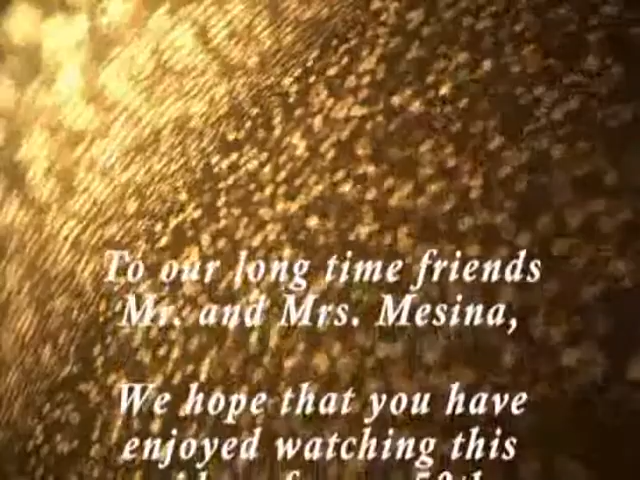 To our long time friends
Mr. and Mrs. Mesina,
We hope that you have
enjoyed watching this